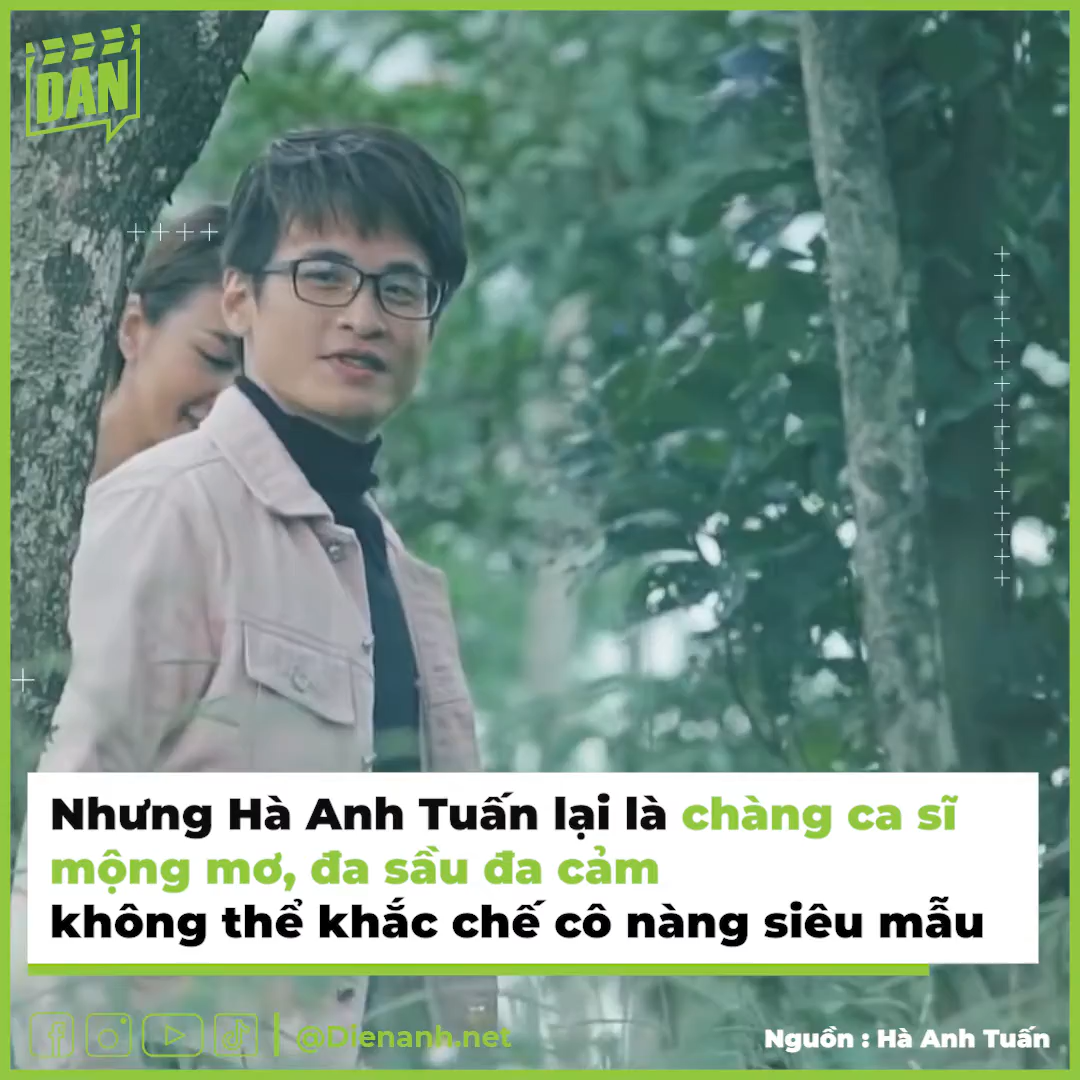 DAN
Nhưng Hà Anh Tuấn lại là chàng ca sĩ
mộng mơ, đa sầu đa cảm
không thể khắc chế cô nàng siêu mẫu
@Dienanh.net
Nguồn : Hà Anh Tuấn